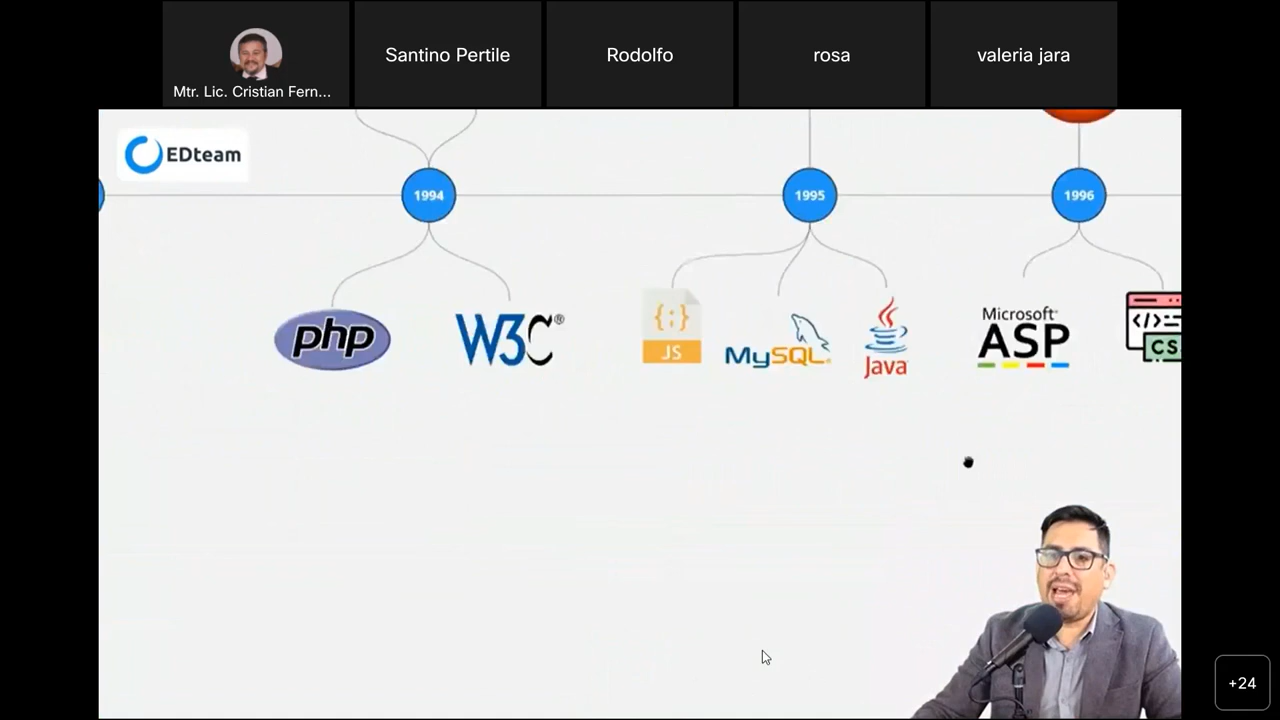 Mtr. Lic. Cristian Fern...
Santino Pertile
Rodolfo
rosa
valeria jara
EDteam
1994
1995
1996
php
W3C®
{;}
JS
MySQL®
Java
Microsoft®
ASP
</>
CS
+24